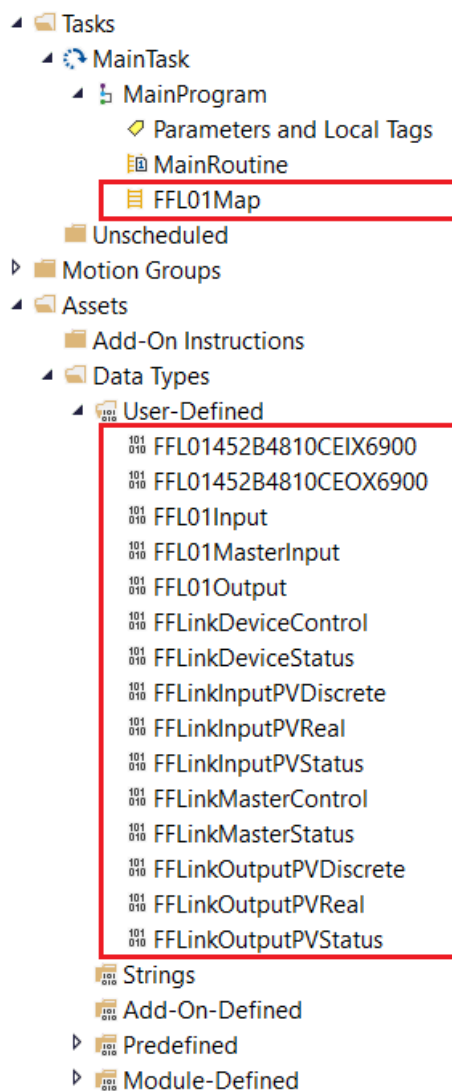 Tasks
MainTask
MainProgram
Parameters and Local Tags
MainRoutine
FFL01Map
Unscheduled
Motion Groups
Assets
Add-On Instructions
Data Types
User-Defined
FFL01452B4810CEIX6900
FFL01452B4810CEOX6900
FFL01Input
FFL01MasterInput
FFL01Output
FFLinkDeviceControl
FFLinkDeviceStatus
FFLinkInputPVDiscrete
FFLinkInputPVReal
FFLinkInputPVStatus
FFLinkMasterControl
FFLinkMasterStatus
FFLinkOutputPVDiscrete
FFLinkOutputPVReal
FFLinkOutputPVStatus
Strings
Add-On-Defined
Predefined
Module-Defined